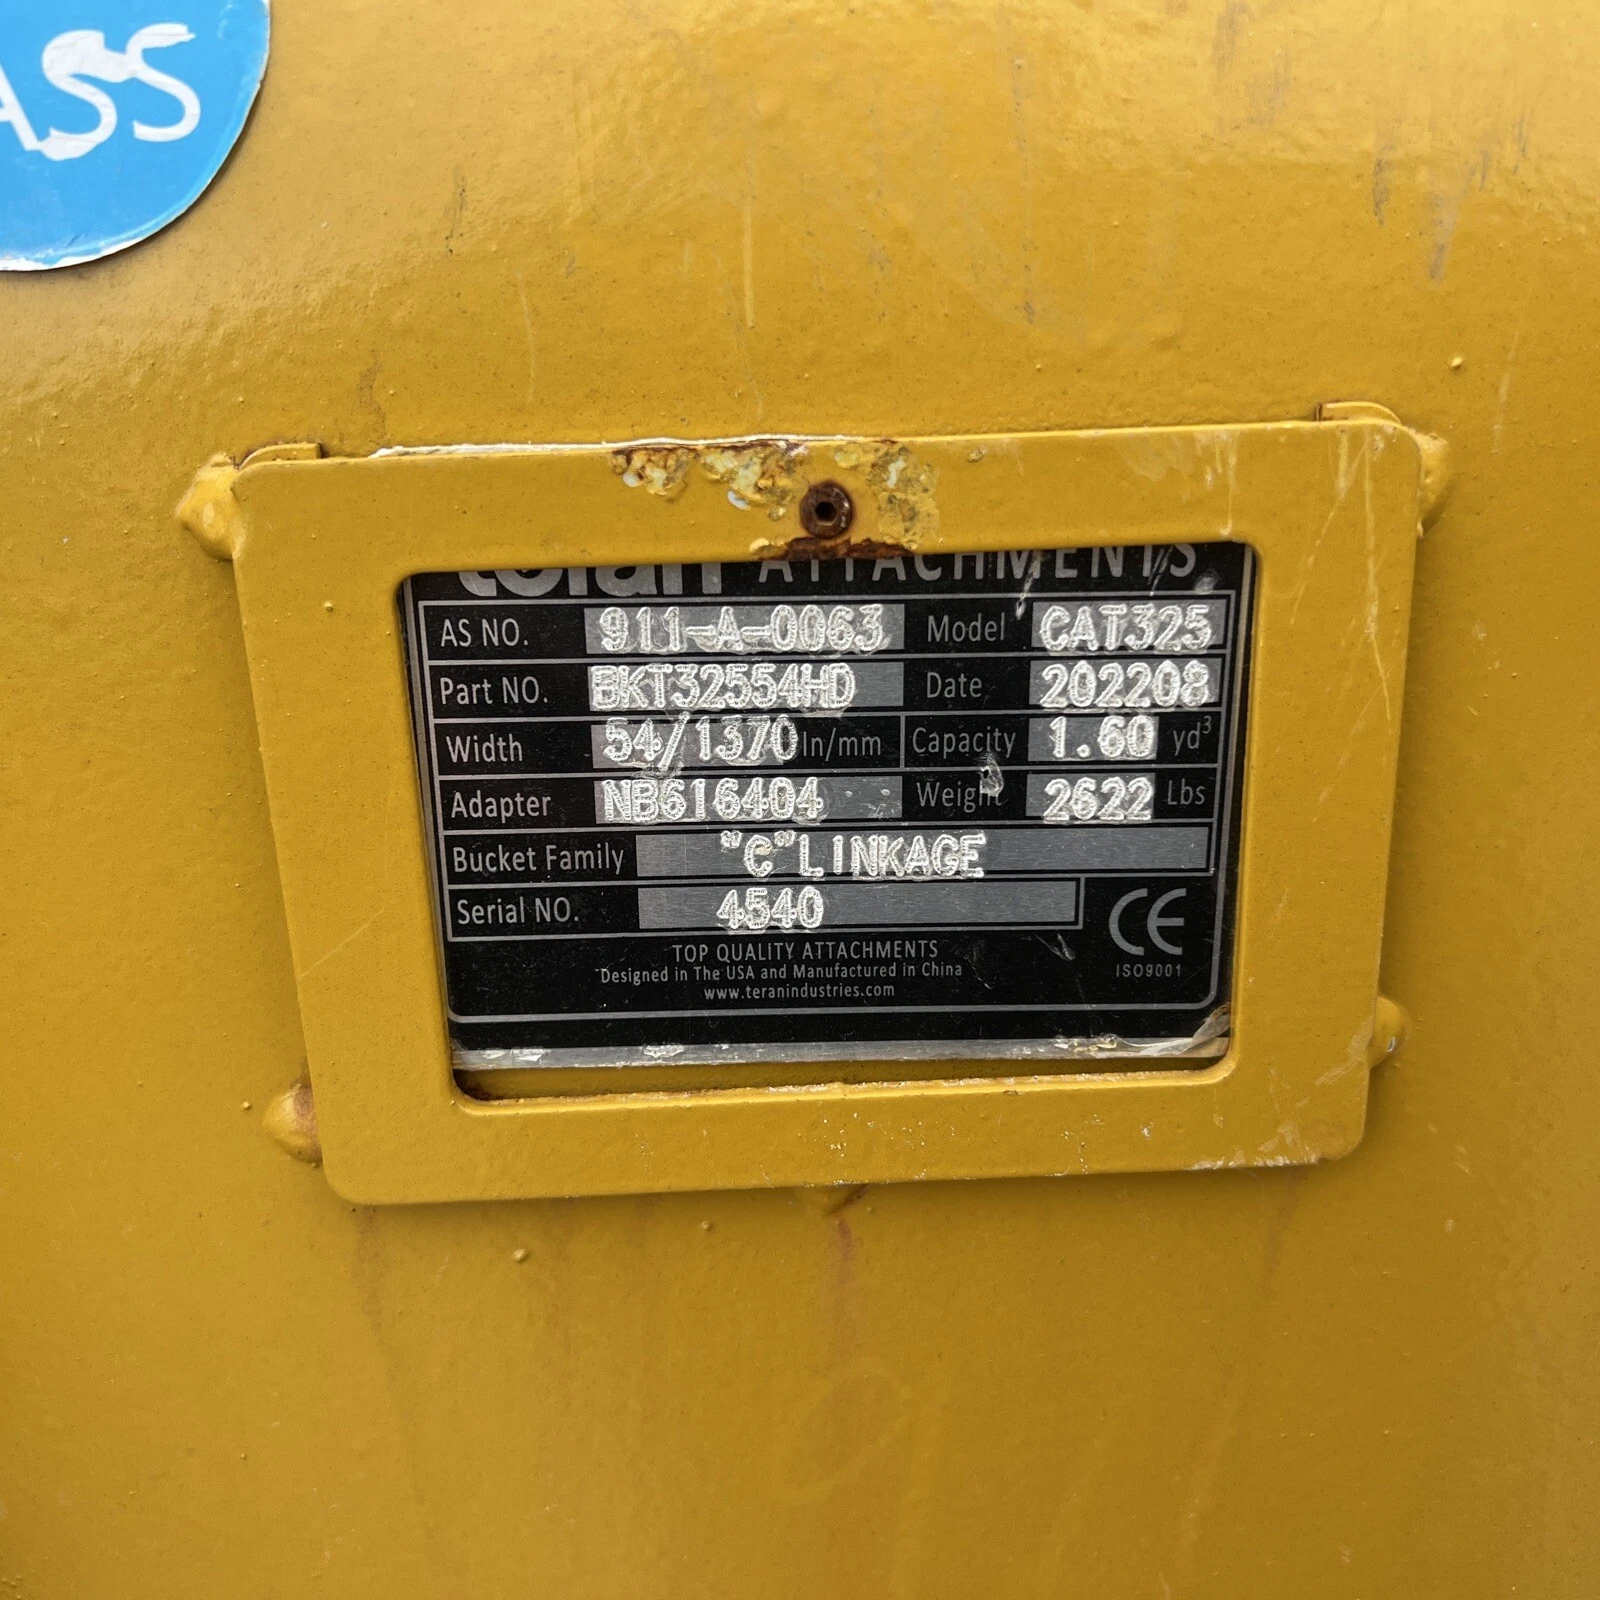 ASS
teran ATTACHMENTS
AS NO. 911-A-0063 Model CAT325
Part NO. BKT32554HD Date 202208
Width 54/1370 In/mm Capacity 1.60 yd³
Adapter NB616404 Weight 2622 Lbs
Bucket Family "C"LINKAGE
Serial NO. 4540
CE
ISO9001
TOP QUALITY ATTACHMENTS
Designed in The USA and Manufactured in China
www.teranindustries.com